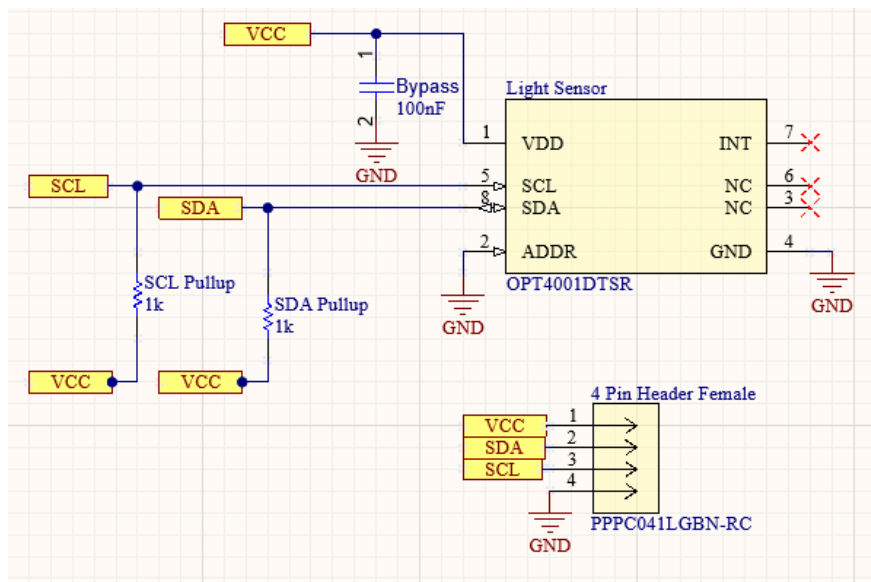 VCC
1
Bypass
100nF
2
GND
Light Sensor
1 VDD INT 7
SCL 5 SCL NC 6
SDA 8 SDA NC 3
2 ADDR GND 4
OPT4001DTSR
GND
GND
SCL Pullup
1k
SDA Pullup
1k
VCC VCC
4 Pin Header Female
VCC 1
SDA 2
SCL 3
4
PPPC041LGBN-RC
GND